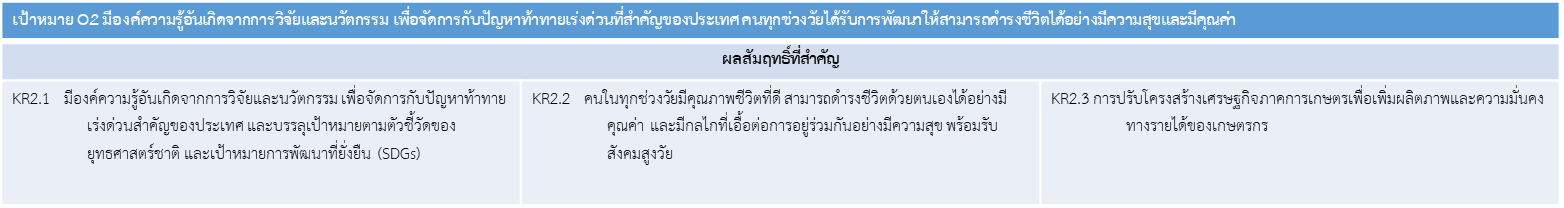 เป้าหมาย O2 มีองค์ความรู้อันเกิดจากการวิจัยและนวัตกรรม เพื่อจัดการกับปัญหาท้าทายเร่งด่วนที่สำคัญของประเทศ คนทุกช่วงวัยได้รับการพัฒนาให้สามารถดำรงชีวิตได้อย่างมีความสุขและมีคุณค่า
ผลสัมฤทธิ์ที่สำคัญ
KR2.1 มีองค์ความรู้อันเกิดจากการวิจัยและนวัตกรรม เพื่อจัดการกับปัญหาท้าทาย
เร่งด่วนสำคัญของประเทศ และบรรลุเป้าหมายตามตัวชี้วัดของ
ยุทธศาสตร์ชาติ และเป้าหมายการพัฒนาที่ยั่งยืน (SDGs)
KR2.2 คนในทุกช่วงวัยมีคุณภาพชีวิตที่ดี สามารถดำรงชีวิตด้วยตนเองได้อย่างมี
คุณค่า และมีกลไกที่เอื้อต่อการอยู่ร่วมกันอย่างมีความสุข พร้อมรับ
สังคมสูงวัย
KR2.3 การปรับโครงสร้างเศรษฐกิจภาคการเกษตรเพื่อเพิ่มผลิตภาพและความมั่นคง
ทางรายได้ของเกษตรกร